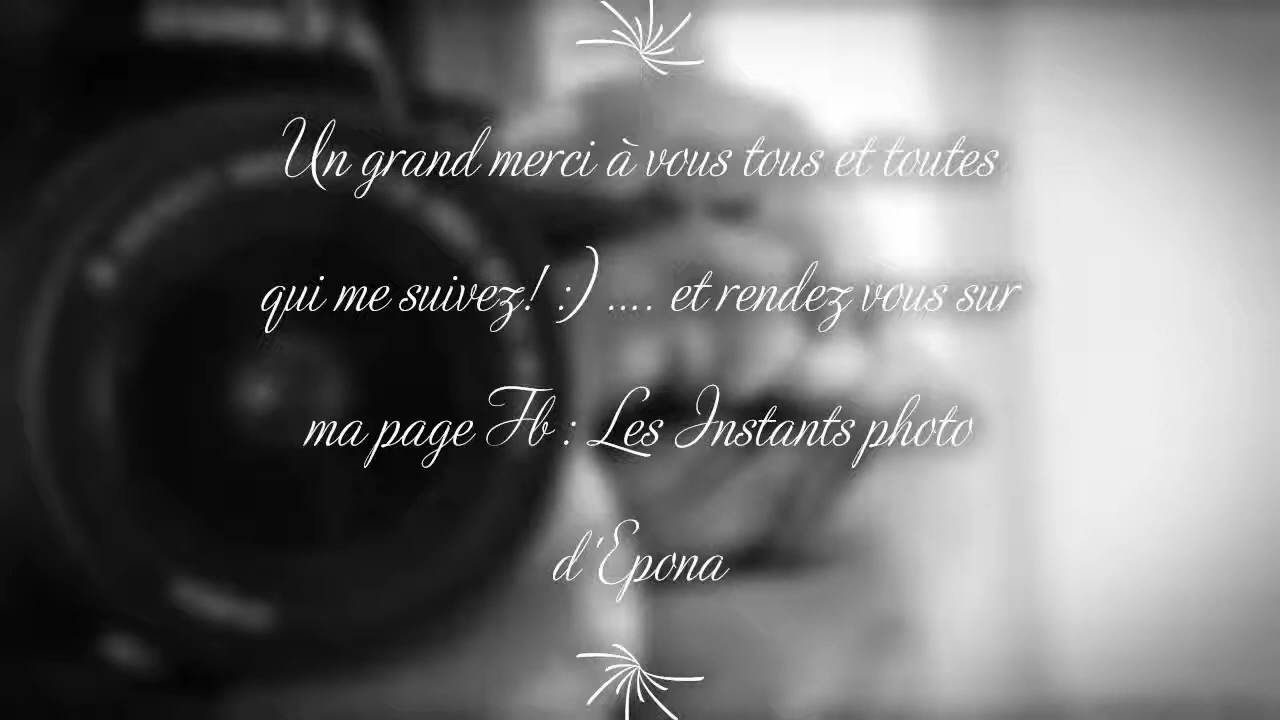 Un grand merci à vous tous et toutes
qui me suivez! :) .... et rendez vous sur
ma page Fb : Les Instants photo
d'Epona